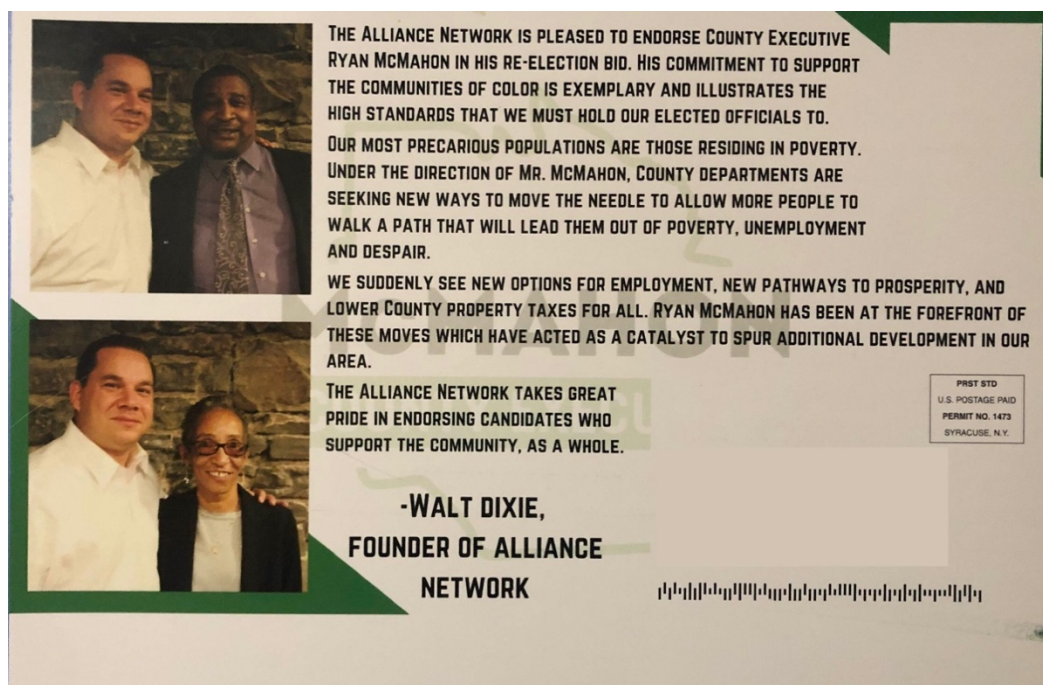 THE ALLIANCE NETWORK IS PLEASED TO ENDORSE COUNTY EXECUTIVE
RYAN MCMAHON IN HIS RE-ELECTION BID. HIS COMMITMENT TO SUPPORT
THE COMMUNITIES OF COLOR IS EXEMPLARY AND ILLUSTRATES THE
HIGH STANDARDS THAT WE MUST HOLD OUR ELECTED OFFICIALS TO.
OUR MOST PRECARIOUS POPULATIONS ARE THOSE RESIDING IN POVERTY.
UNDER THE DIRECTION OF MR. MCMAHON, COUNTY DEPARTMENTS ARE
SEEKING NEW WAYS TO MOVE THE NEEDLE TO ALLOW MORE PEOPLE TO
WALK A PATH THAT WILL LEAD THEM OUT OF POVERTY, UNEMPLOYMENT
AND DESPAIR.
WE SUDDENLY SEE NEW OPTIONS FOR EMPLOYMENT, NEW PATHWAYS TO PROSPERITY, AND
LOWER COUNTY PROPERTY TAXES FOR ALL. RYAN MCMAHON HAS BEEN AT THE FOREFRONT OF
THESE MOVES WHICH HAVE ACTED AS A CATALYST TO SPUR ADDITIONAL DEVELOPMENT IN OUR
AREA.
THE ALLIANCE NETWORK TAKES GREAT
PRIDE IN ENDORSING CANDIDATES WHO
SUPPORT THE COMMUNITY, AS A WHOLE.
-WALT DIXIE,
FOUNDER OF ALLIANCE
NETWORK
PRST STD
U.S. POSTAGE PAID
PERMIT NO. 1473
SYRACUSE, N.Y.